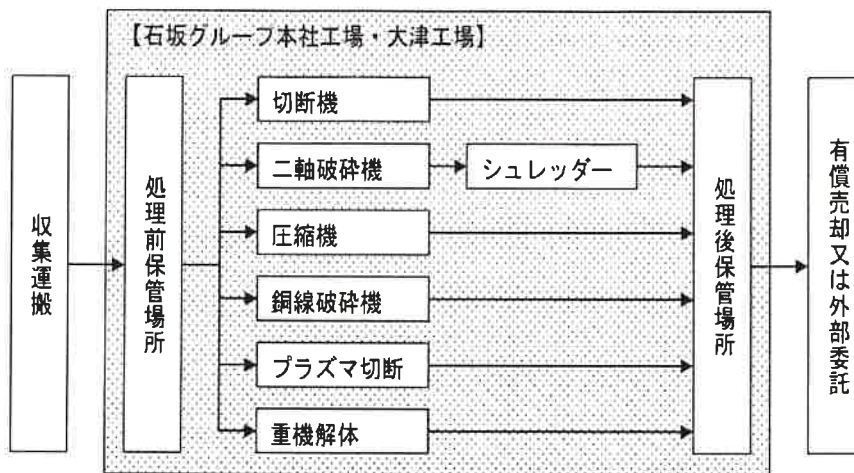 【石坂グループ本社工場・大津工場】
収集運搬
処理前保管場所
切断機
二軸破砕機
シュレッダー
圧縮機
銅線破砕機
プラズマ切断
重機解体
処理後保管場所
有償売却又は外部委託